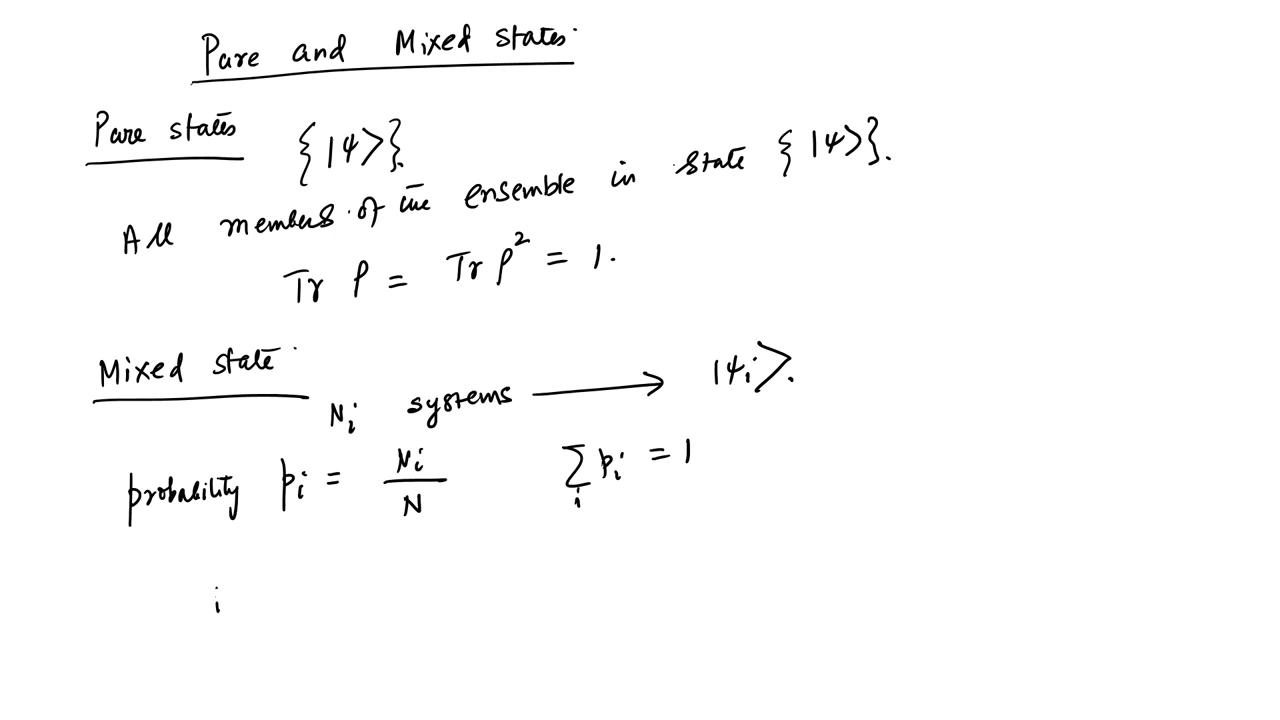 Pure and Mixed states.
Pure states {|ψ>}.
All members of the ensemble in state {|ψ>}.
Tr ρ = Tr ρ² = 1.
Mixed state
Ni systems ⟶ |ψi>.
probability pi = Ni/N ∑i pi = 1
i